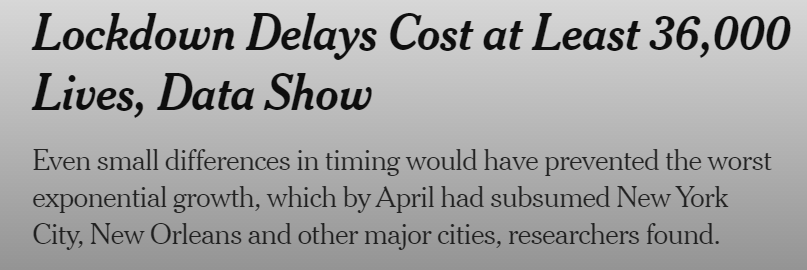 Lockdown Delays Cost at Least 36,000
Lives, Data Show
Even small differences in timing would have prevented the worst
exponential growth, which by April had subsumed New York
City, New Orleans and other major cities, researchers found.